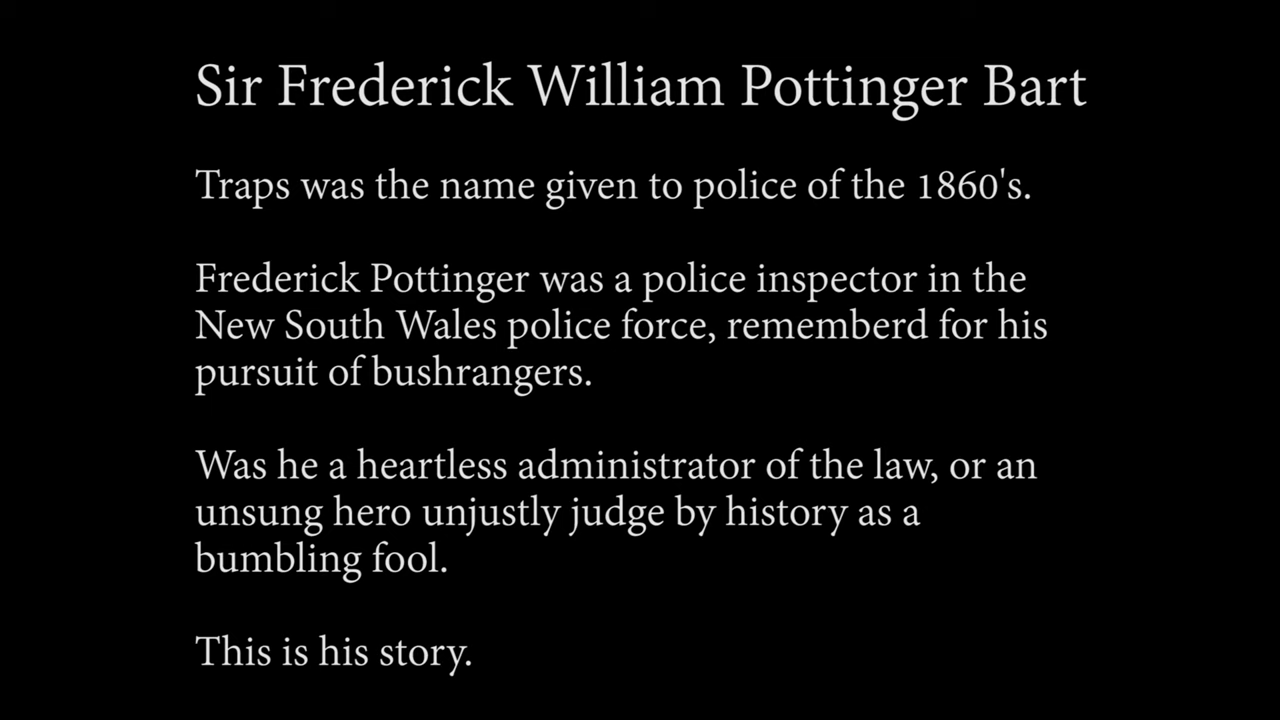 Sir Frederick William Pottinger Bart
Traps was the name given to police of the 1860's.
Frederick Pottinger was a police inspector in the
New South Wales police force, rememberd for his
pursuit of bushrangers.
Was he a heartless administrator of the law, or an
unsung hero unjustly judge by history as a
bumbling fool.
This is his story.